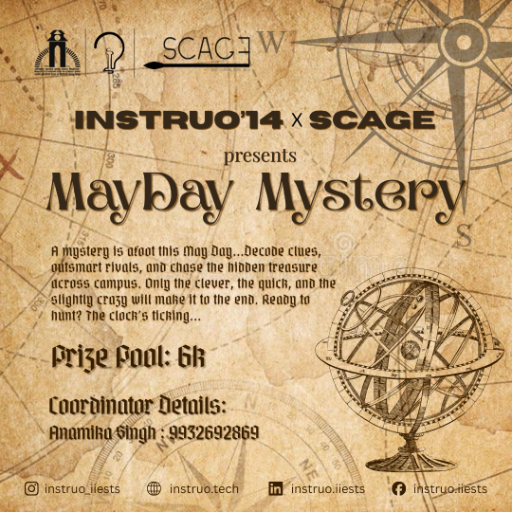 SCAGE
W
INSTRUO'14 X SCAGE
presents
MayDay Mystery
S
A mystery is afoot this May Day...Decode clues,
outsmart rivals, and chase the hidden treasure
across campus. Only the clever, the quick, and the
slightly crazy will make it to the end. Ready to
hunt? The clock's ticking...
Prize Pool: 6k
Coordinator Details:
Anamika Singh : 9932692869
instruo_iiests
instruo.tech
instruo.iiests
instruo.iiests